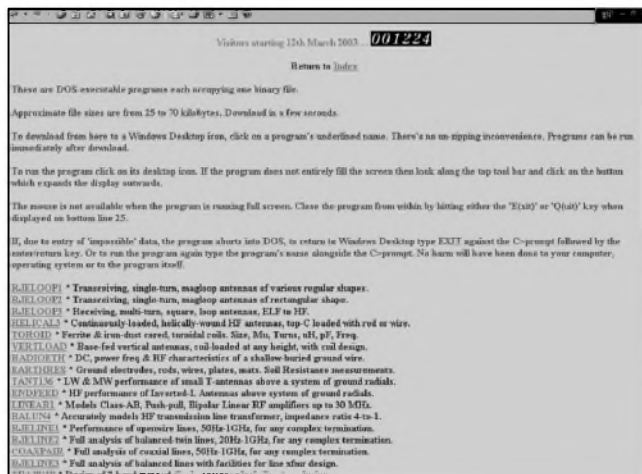 Visitors starting 12th March 2003 ... 001224
Return to Index
These are DOS executable programs each occupying one binary file.
Approximate file sizes are from 25 to 70 kilobytes. Download in a few seconds.
To download from here to a Windows Desktop icon, click on a program's underlined name. There's no un-zipping inconvenience. Programs can be run
immediately after download.
To run the program click on its desktop icon. If the program does not entirely fill the screen then look along the top tool bar and click on the button
which expands the display outwards.
The mouse is not available when the program is running full screen. Close the program from within by hitting either the 'E(xit)' or 'Q(uit)' key when
displayed on bottom line 25.
If, due to entry of 'impossible' data, the program aborts into DOS, to return to Windows Desktop type EXIT against the C>prompt followed by the
enter/return key. Or to run the program again type the program's name alongside the C>prompt. No harm will have been done to your computer,
operating system or to the program itself.
RJELOOP1 * Transceiving, single-turn, magloop antennas of various regular shapes.
RJELOOP2 * Transceiving, single-turn, magloop antennas of rectangular shape.
RJELOOP3 * Receiving, multi-turn, square, loop antennas, ELF to HF.
HELICAL3 * Continuously-loaded, helically-wound HF antennas, top-C loaded with rod or wire.
TOROID * Ferrite & iron-dust cored, toroidal coils. Size, Mu, Turns, uH, pF, Freq.
VERTLOAD * Base-fed vertical antennas, coil-loaded at any height, with coil design.
RADIOETH * DC, power freq & RF characteristics of a shallow-buried ground wire.
EARTHRES * Ground electrodes, rods, wires, plates, mats. Soil Resistance measurements.
TANT136 * LW & MW performance of small T-antennas above a system of ground radials.
ENDFEED * HF performance of Inverted-L Antennas above system of ground radials.
LINEAR1 * Models Class-AB, Push-pull, Bipolar Linear RF amplifiers up to 30 MHz.
BALUN4 * Accurately models HF transmission line transformer, impedance ratio 4-to-1.
RJELINE1 * Performance of openwire lines, 50Hz-1GHz, for any complex termination.
RJELINE2 * Full analysis of balanced-twin lines, 20Hz-1GHz, for any complex termination.
COAXPAIR * Full analysis of coaxial lines, 50Hz-1GHz, for any complex termination.
RJELINE3 * Full analysis of balanced lines with facilities for line xfmr design.